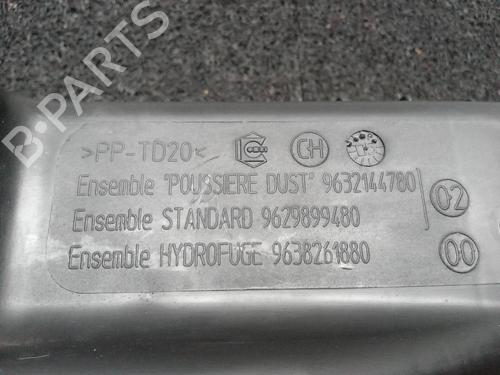 B-PARTS
>PP-TD20< CH
Ensemble "POUSSIERE DUST" 9632144780
02
Ensemble STANDARD 9629899480
Ensemble HYDROFUGE 9638261880 00